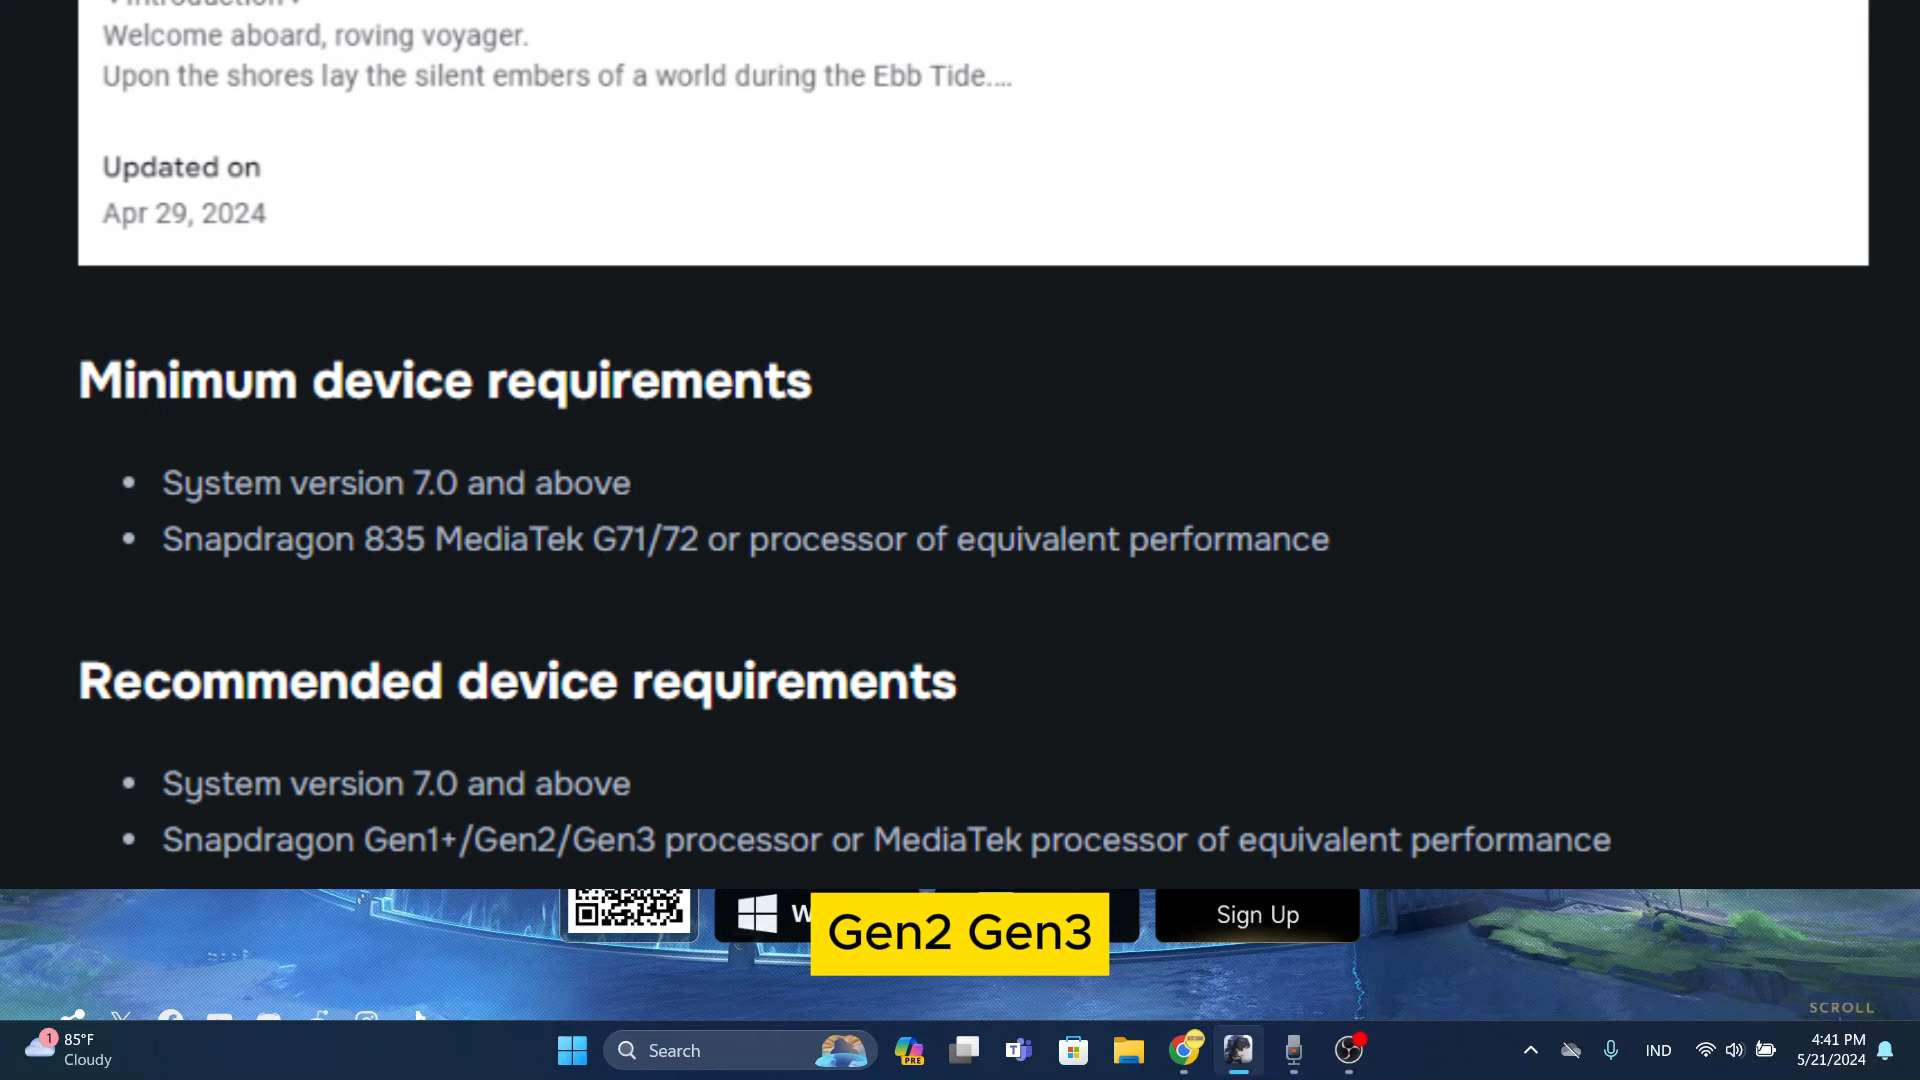 Introduction
Welcome aboard, roving voyager.
Upon the shores lay the silent embers of a world during the Ebb Tide....
Updated on
Apr 29, 2024
Minimum device requirements
• System version 7.0 and above
• Snapdragon 835 MediaTek G71/72 or processor of equivalent performance
Recommended device requirements
• System version 7.0 and above
• Snapdragon Gen1+/Gen2/Gen3 processor or MediaTek processor of equivalent performance
W
Gen2 Gen3
Sign Up
SCROLL
1
85°F
Cloudy
Search
PRE
IND
4:41 PM
5/21/2024